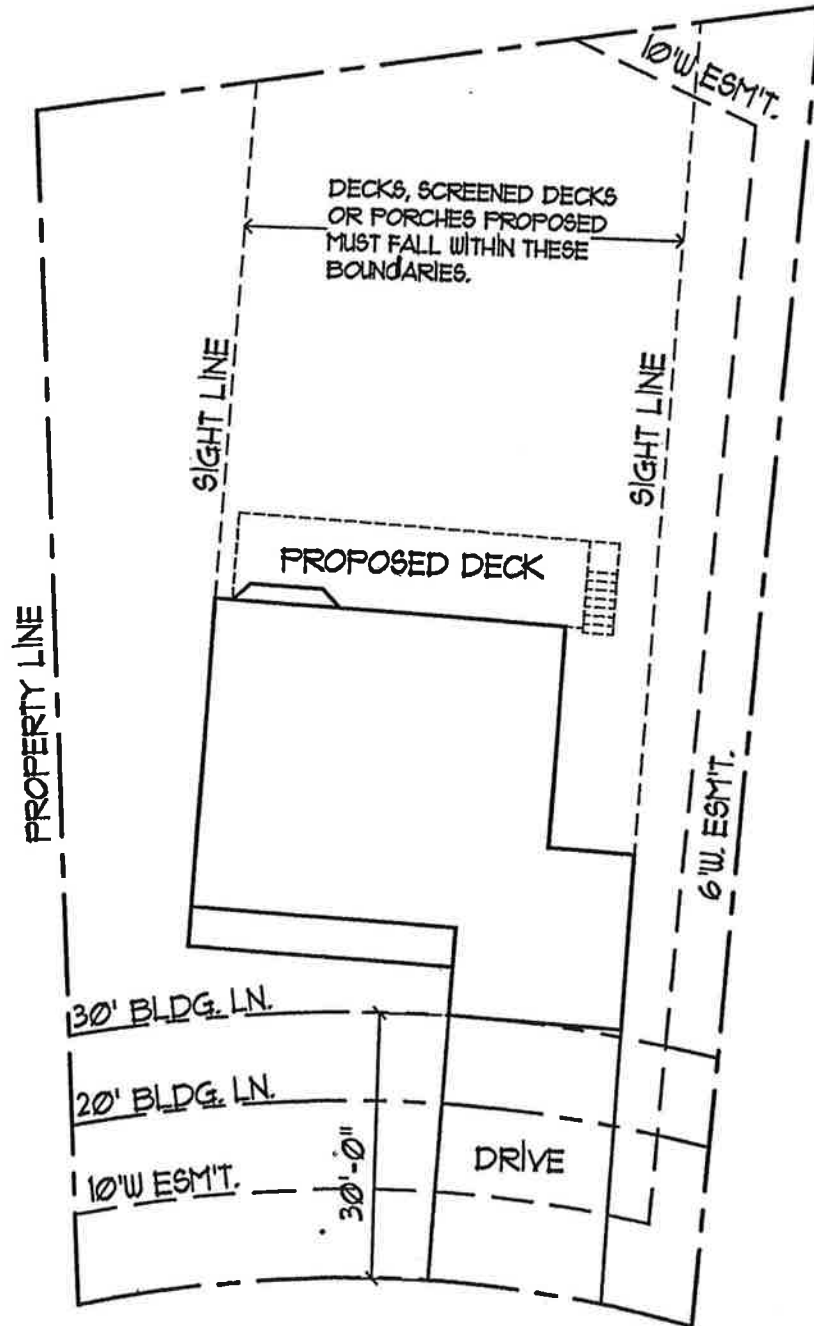 10'W ESM'T.
DECKS, SCREENED DECKS
OR PORCHES PROPOSED
MUST FALL WITHIN THESE
BOUNDARIES.
SIGHT LINE
SIGHT LINE
PROPOSED DECK
PROPERTY LINE
6'W. ESM'T.
30' BLDG. LN.
20' BLDG. LN.
10'W ESM'T.
30'-0"
DRIVE